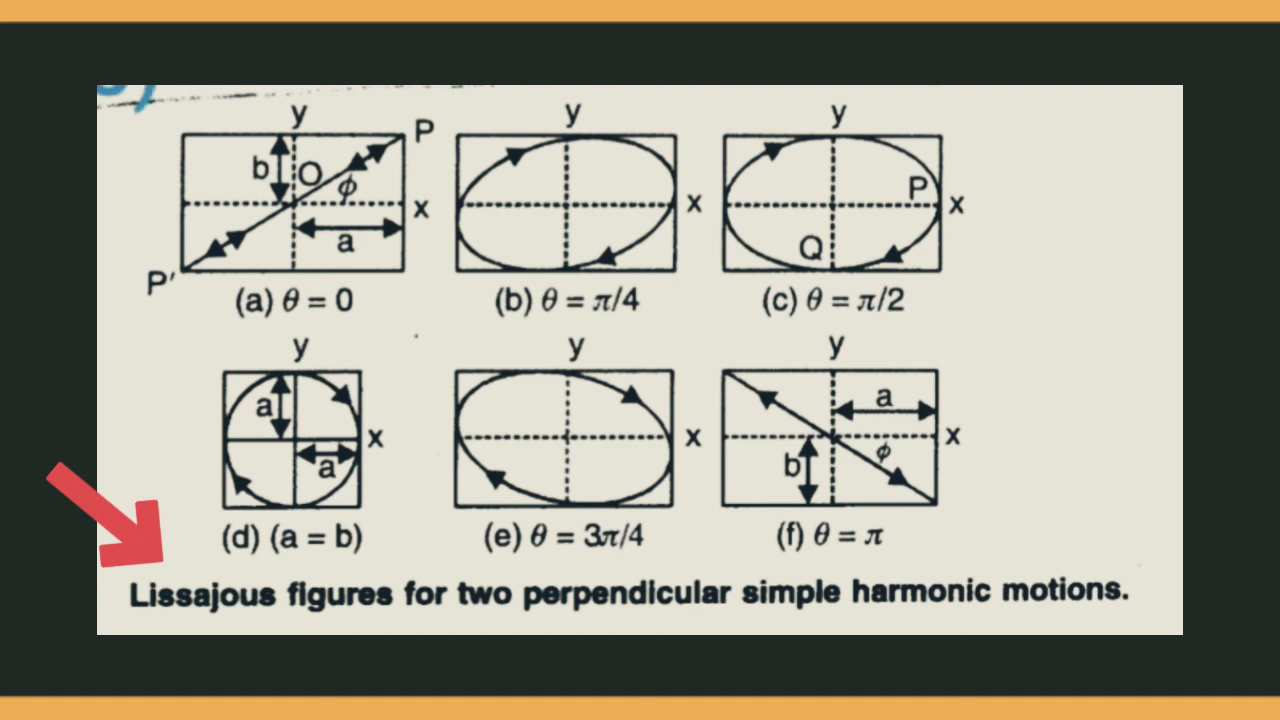 y
P
b
O
ϕ
x
a
P′
(a) θ = 0
y
x
(b) θ = π/4
y
P
x
Q
(c) θ = π/2
y
a
x
a
(d) (a = b)
y
x
(e) θ = 3π/4
y
a
x
b
ϕ
(f) θ = π
Lissajous figures for two perpendicular simple harmonic motions.